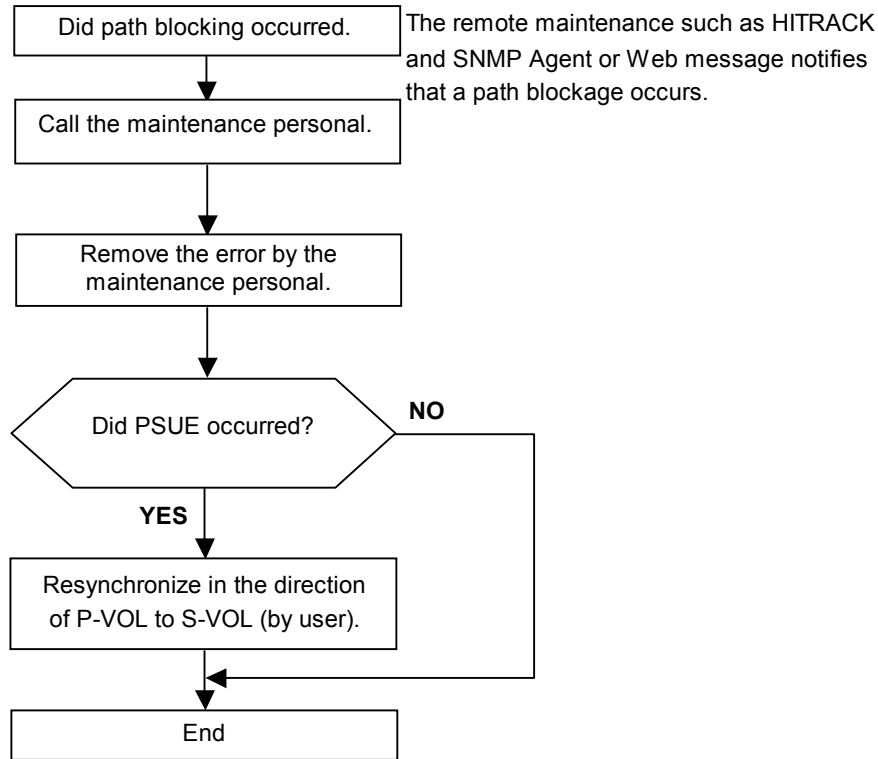 Did path blocking occurred.
The remote maintenance such as HITRACK
and SNMP Agent or Web message notifies
that a path blockage occurs.
Call the maintenance personal.
Remove the error by the
maintenance personal.
Did PSUE occurred?
NO
YES
Resynchronize in the direction
of P-VOL to S-VOL (by user).
End